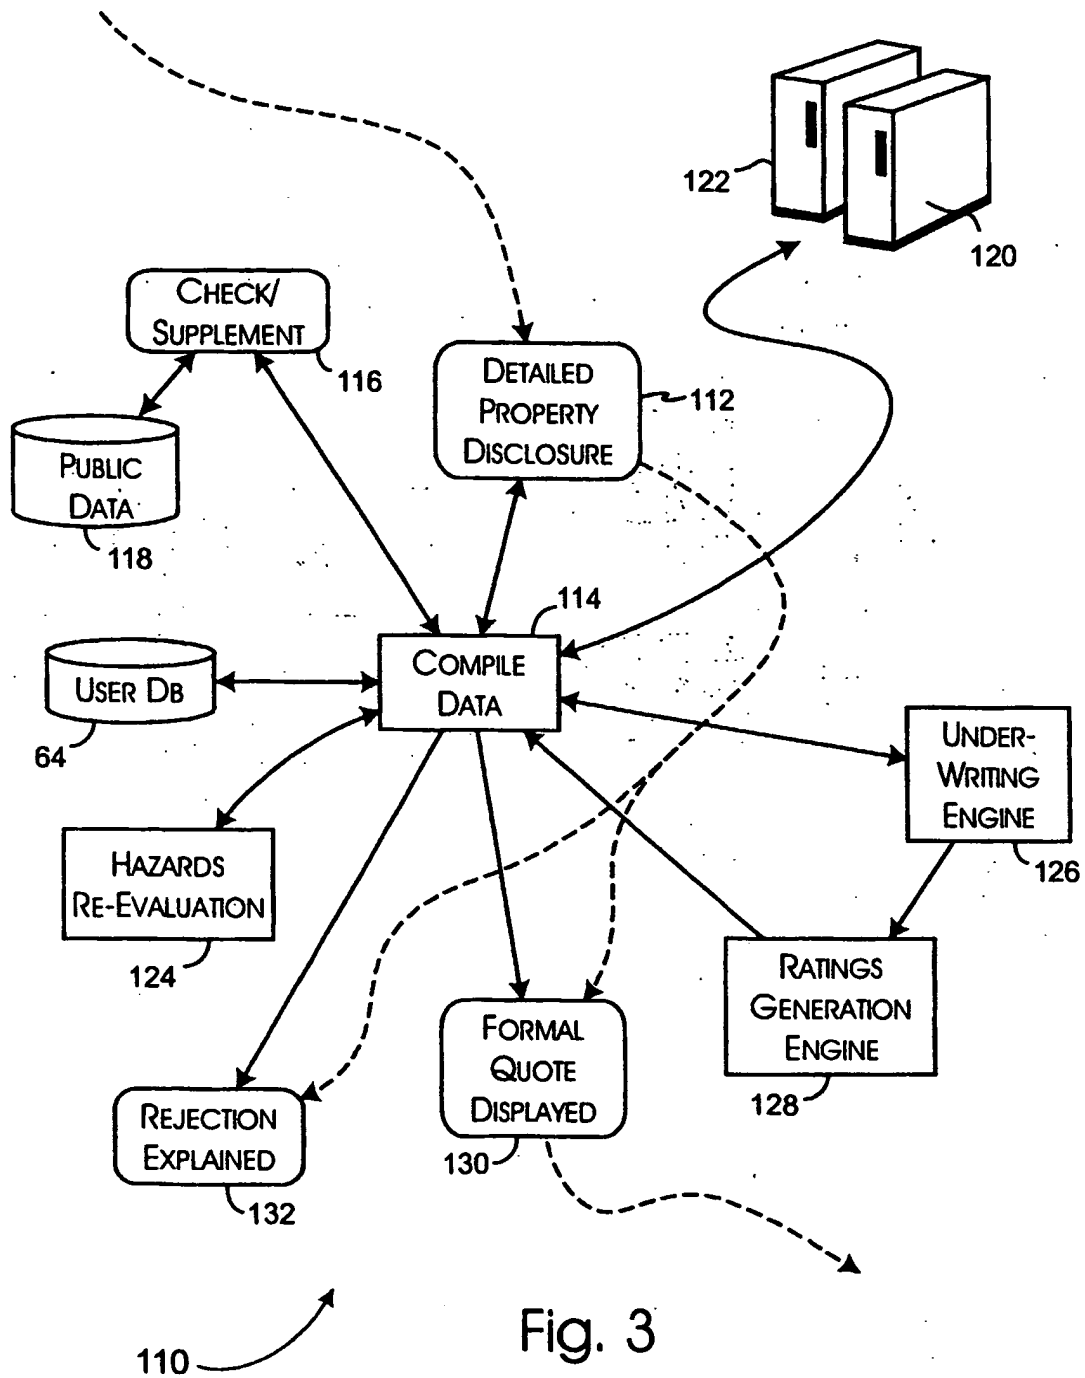 122
120
CHECK/
SUPPLEMENT
116
DETAILED
PROPERTY
DISCLOSURE
112
PUBLIC
DATA
118
114
COMPILE
DATA
USER DB
64
UNDER-
WRITING
ENGINE
126
HAZARDS
RE-EVALUATION
124
RATINGS
GENERATION
ENGINE
128
FORMAL
QUOTE
DISPLAYED
130
REJECTION
EXPLAINED
132
Fig. 3
110